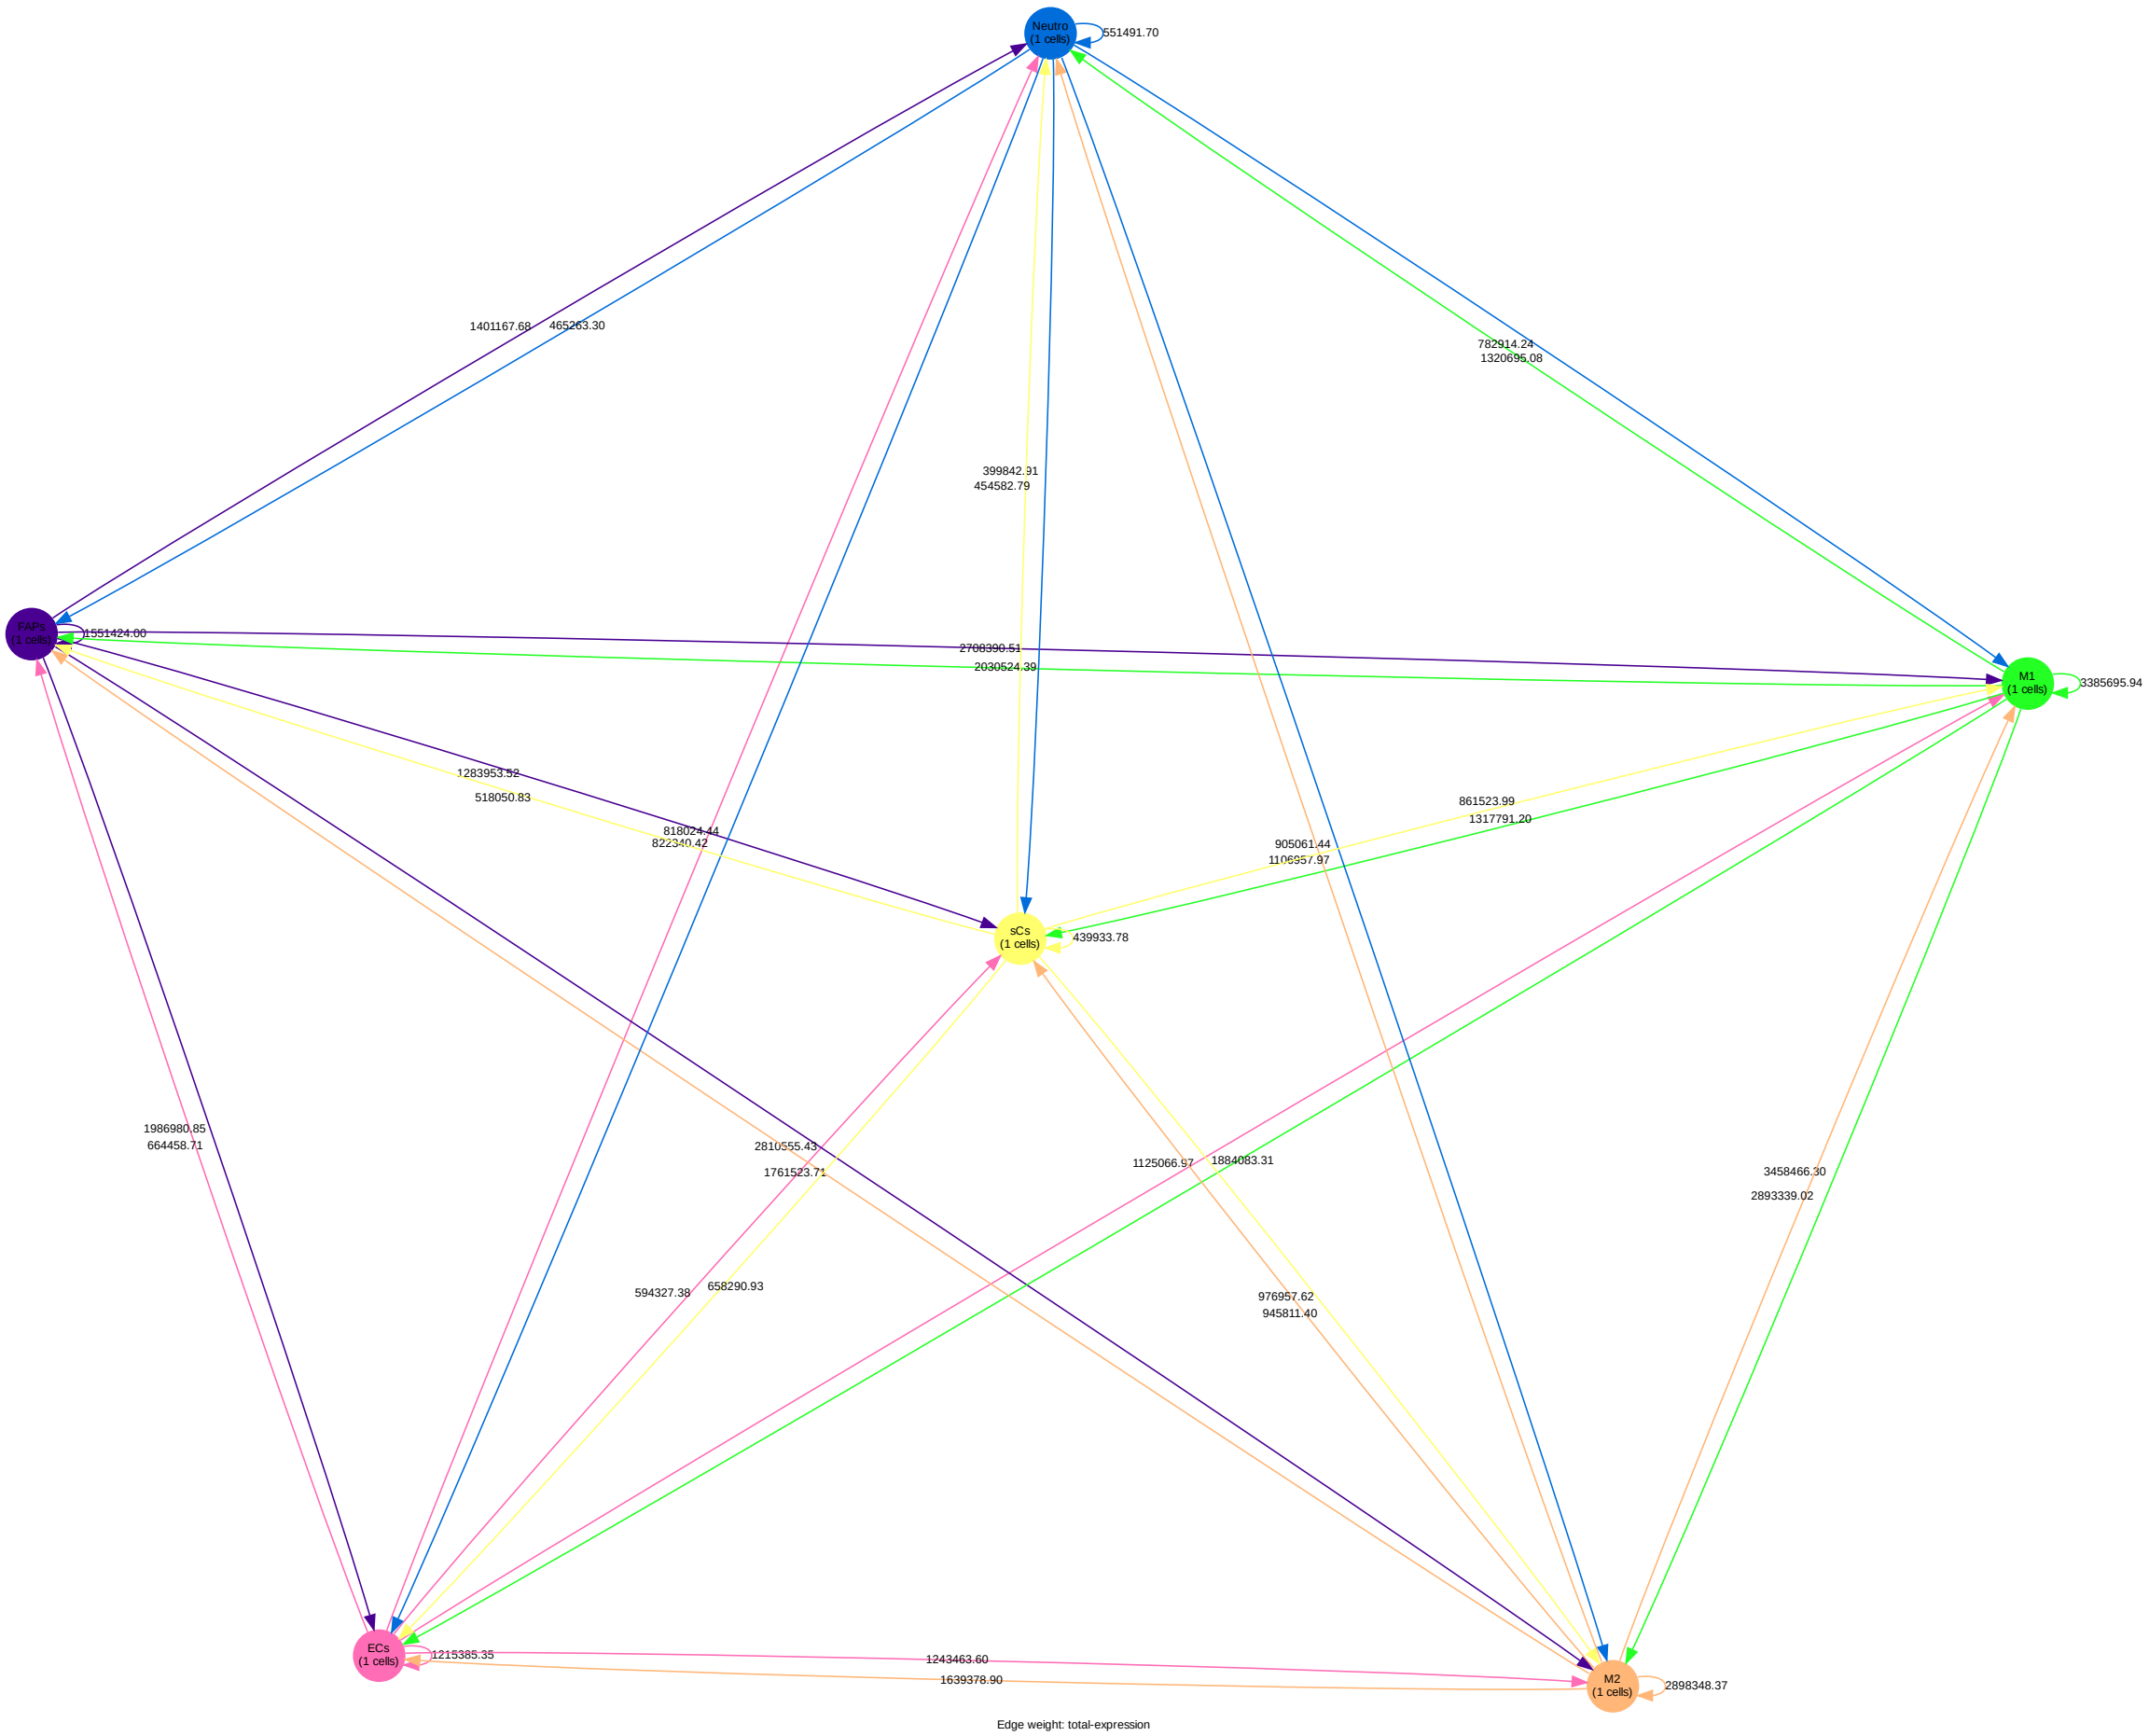 Neutro
(1 cells)
551491.70
1401167.68
465263.30
782914.24
1320695.08
399842.91
454582.79
FAPs
(1 cells)
1551424.00
2708390.51
2030524.39
M1
(1 cells)
3385695.94
1283953.52
518050.83
861523.99
1317791.20
818024.44
822340.42
905061.44
1106957.97
sCs
(1 cells)
439933.78
1986980.85
664458.71
2810555.43
1761523.71
1125066.97
1884083.31
3458466.30
2893339.02
594327.38
658290.93
976957.62
945811.40
ECs
(1 cells)
1215385.35
1243463.60
1639378.90
M2
(1 cells)
2898348.37
Edge weight: total-expression